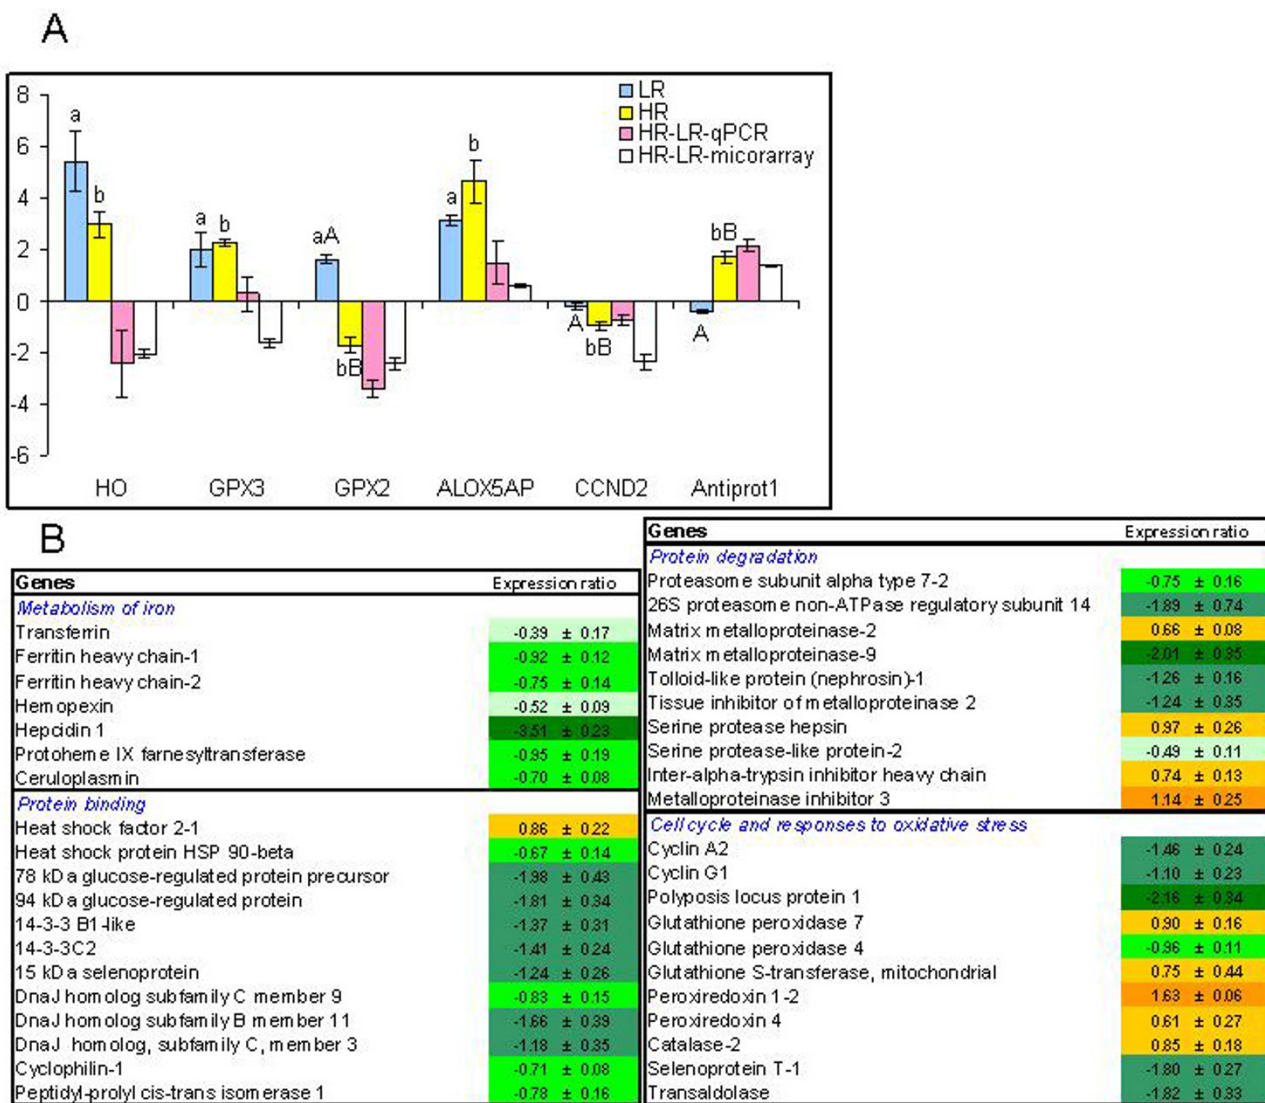 A
8
6
4
2
0
-2
-4
-6
LR
HR
HR-LR-qPCR
HR-LR-micorarray
a
b
a
b
aA
bB
a
b
A
bB
A
bB
HO GPX3 GPX2 ALOX5AP CCND2 Antiprot1
B
Genes Expression ratio
Metabolism of iron
Transferrin -0.39 ± 0.17
Ferritin heavy chain-1 -0.92 ± 0.12
Ferritin heavy chain-2 -0.75 ± 0.14
Hemopexin -0.52 ± 0.09
Hepcidin 1 -3.51 ± 0.23
Protoheme IX farnesyltransferase -0.95 ± 0.19
Ceruloplasmin -0.70 ± 0.08
Protein binding
Heat shock factor 2-1 0.86 ± 0.22
Heat shock protein HSP 90-beta -0.67 ± 0.14
78 kDa glucose-regulated protein precursor -1.98 ± 0.43
94 kDa glucose-regulated protein -1.81 ± 0.34
14-3-3 B1-like -1.37 ± 0.31
14-3-3C2 -1.41 ± 0.24
15 kDa selenoprotein -1.24 ± 0.26
DnaJ homolog subfamily C member 9 -0.83 ± 0.15
DnaJ homolog subfamily B member 11 -1.66 ± 0.39
DnaJ homolog, subfamily C, member 3 -1.18 ± 0.35
Cyclophilin-1 -0.71 ± 0.08
Peptidyl-prolyl cis-trans isomerase 1 -0.78 ± 0.16
Genes Expression ratio
Protein degradation
Proteasome subunit alpha type 7-2 -0.75 ± 0.16
26S proteasome non-ATPase regulatory subunit 14 -1.89 ± 0.74
Matrix metalloproteinase-2 0.66 ± 0.08
Matrix metalloproteinase-9 -2.01 ± 0.35
Tolloid-like protein (nephrosin)-1 -1.26 ± 0.16
Tissue inhibitor of metalloproteinase 2 -1.24 ± 0.35
Serine protease hepsin 0.97 ± 0.26
Serine protease-like protein-2 -0.49 ± 0.11
Inter-alpha-trypsin inhibitor heavy chain 0.74 ± 0.13
Metalloproteinase inhibitor 3 1.14 ± 0.25
Cell cycle and responses to oxidative stress
Cyclin A2 -1.46 ± 0.24
Cyclin G1 -1.10 ± 0.23
Polyposis locus protein 1 -2.16 ± 0.34
Glutathione peroxidase 7 0.90 ± 0.16
Glutathione peroxidase 4 -0.96 ± 0.11
Glutathione S-transferase, mitochondrial 0.75 ± 0.44
Peroxiredoxin 1-2 1.63 ± 0.06
Peroxiredoxin 4 0.61 ± 0.27
Catalase-2 0.85 ± 0.18
Selenoprotein T-1 -1.80 ± 0.27
Transaldolase -1.82 ± 0.33